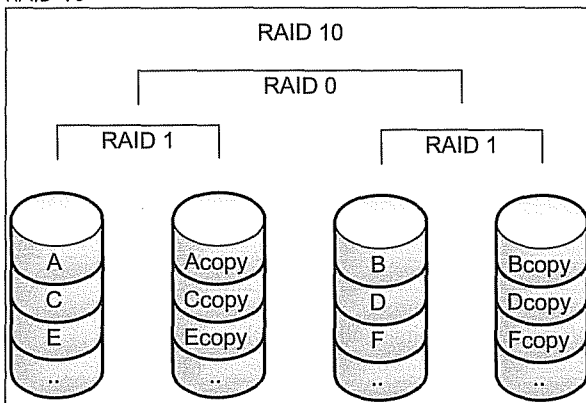 RAID 10
RAID 0
RAID 1
RAID 1
A Acopy B Bcopy
C Ccopy D Dcopy
E Ecopy F Fcopy
.. .. .. ..